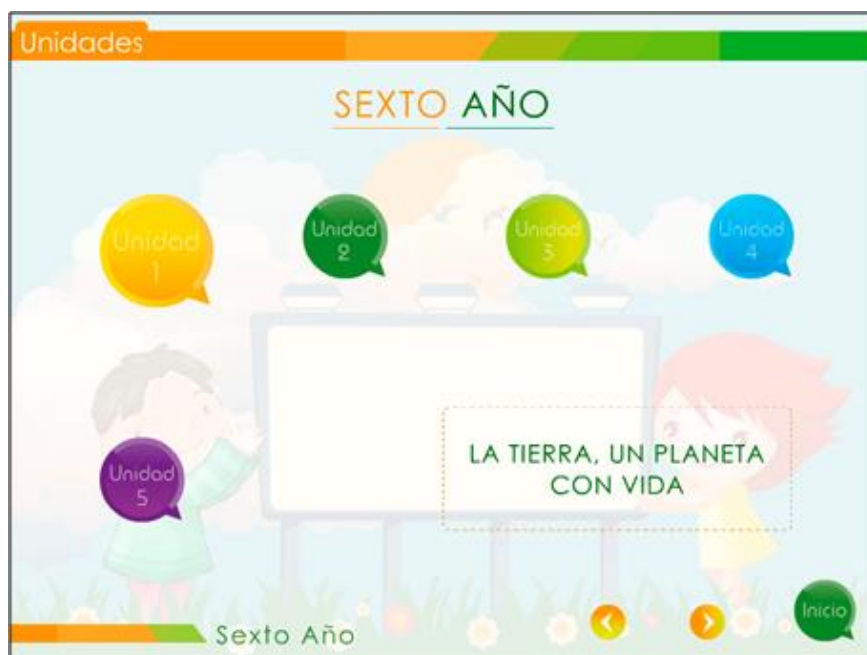 Unidades
SEXTO AÑO
Unidad
1
Unidad
2
Unidad
3
Unidad
4
Unidad
5
LA TIERRA, UN PLANETA
CON VIDA
Inicio
Sexto Año